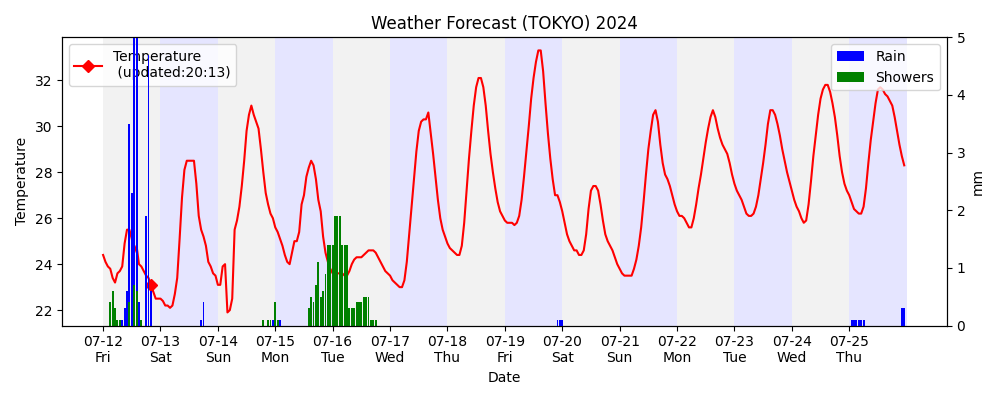 Weather Forecast (TOKYO) 2024
Temperature
(updated:20:13)
Rain
Showers
Temperature
32
30
28
26
24
22
5
4
3
2
1
0
mm
07-12 07-13 07-14 07-15 07-16 07-17 07-18 07-19 07-20 07-21 07-22 07-23 07-24 07-25
Fri Sat Sun Mon Tue Wed Thu Fri Sat Sun Mon Tue Wed Thu
Date